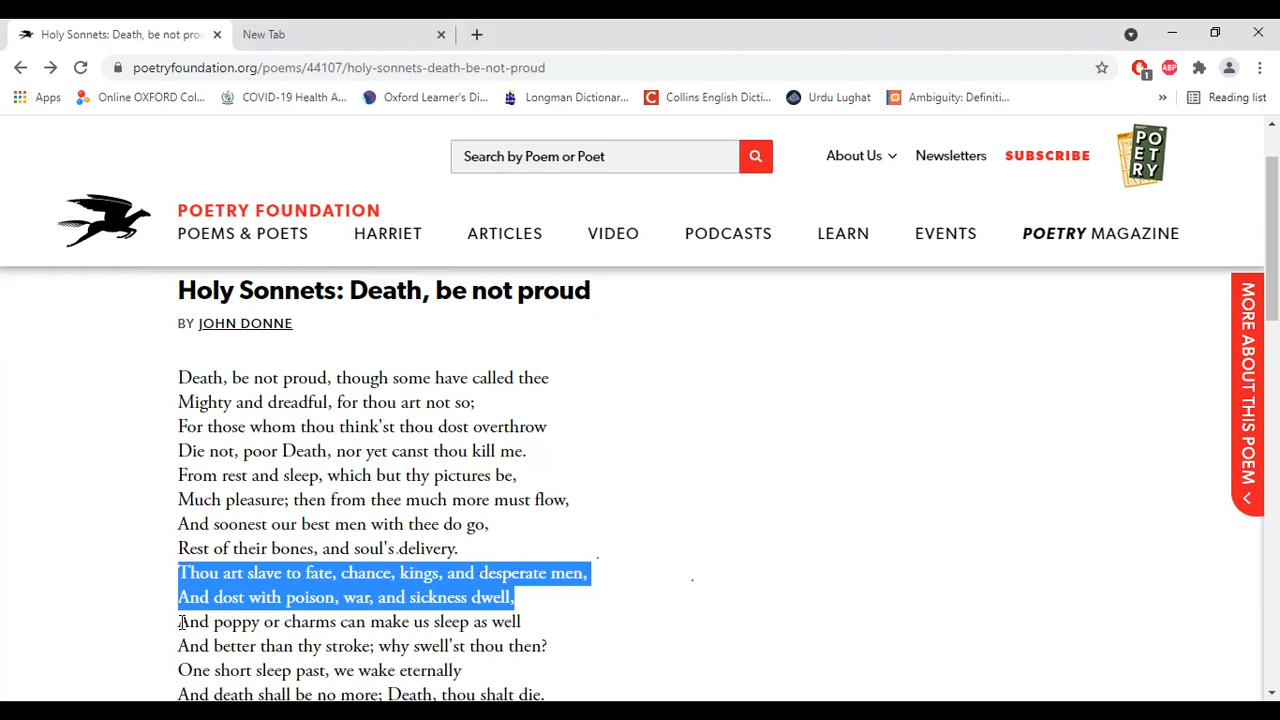 Holy Sonnets: Death, be not prou
New Tab
poetryfoundation.org/poems/44107/holy-sonnets-death-be-not-proud
1
Apps
Online OXFORD Col...
COVID-19 Health A...
Oxford Learner's Di...
Longman Dictionar...
Collins English Dicti...
Urdu Lughat
Ambiguity: Definiti...
»
Reading list
ABP
Search by Poem or Poet
About Us
Newsletters
SUBSCRIBE
POETRY
POETRY FOUNDATION
POEMS & POETS
HARRIET
ARTICLES
VIDEO
PODCASTS
LEARN
EVENTS
POETRY MAGAZINE
MORE ABOUT THIS POEM
Holy Sonnets: Death, be not proud
BY JOHN DONNE
Death, be not proud, though some have called thee
Mighty and dreadful, for thou art not so;
For those whom thou think'st thou dost overthrow
Die not, poor Death, nor yet canst thou kill me.
From rest and sleep, which but thy pictures be,
Much pleasure; then from thee much more must flow,
And soonest our best men with thee do go,
Rest of their bones, and soul's delivery.
Thou art slave to fate, chance, kings, and desperate men,
And dost with poison, war, and sickness dwell,
And poppy or charms can make us sleep as well
And better than thy stroke; why swell'st thou then?
One short sleep past, we wake eternally
And death shall be no more; Death, thou shalt die.